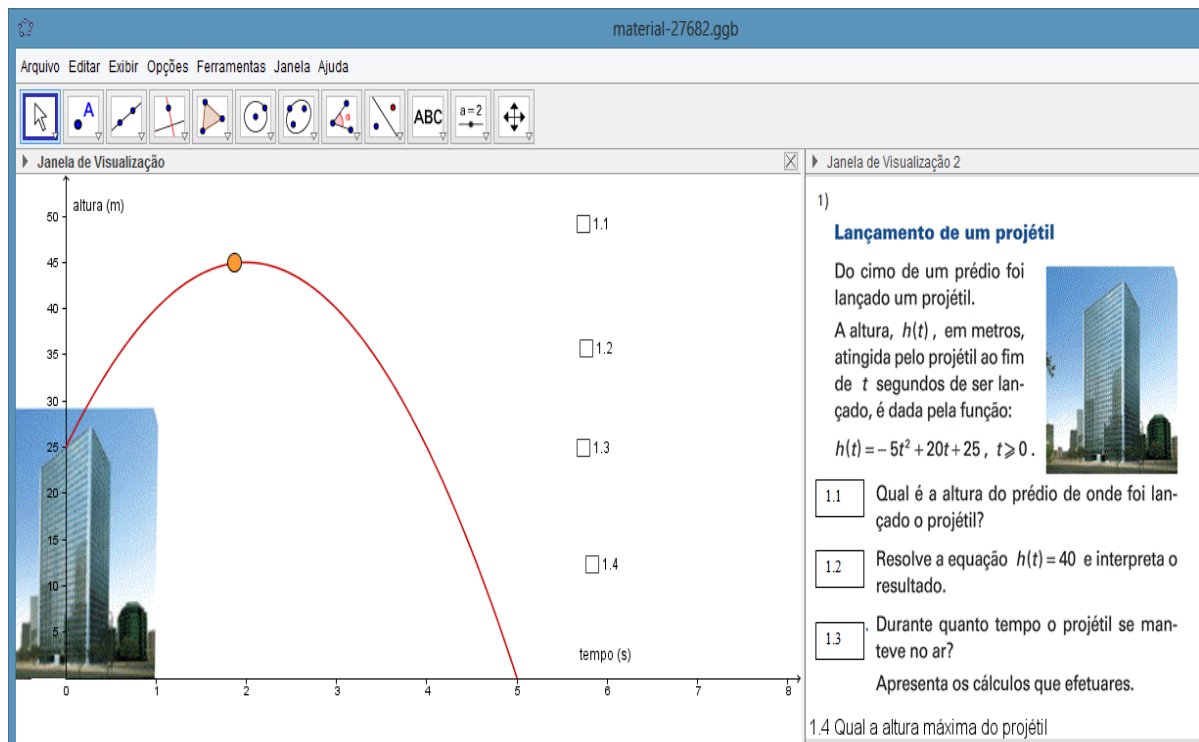 material-27682.ggb
Arquivo Editar Exibir Opções Ferramentas Janela Ajuda
A
α
ABC
a = 2
Janela de Visualização
Janela de Visualização 2
altura (m)
50
45
40
35
30
25
20
15
10
5
0 1 2 3 4 5 6 7 8
tempo (s)
1.1
1.2
1.3
1.4
1)
Lançamento de um projétil
Do cimo de um prédio foi
lançado um projétil.
A altura, h(t), em metros,
atingida pelo projétil ao fim
de t segundos de ser lan-
çado, é dada pela função:
h(t) = – 5t² + 20t + 25, t ⩾ 0.
1.1 Qual é a altura do prédio de onde foi lan-
çado o projétil?
1.2 Resolve a equação h(t) = 40 e interpreta o
resultado.
1.3 Durante quanto tempo o projétil se man-
teve no ar?
Apresenta os cálculos que efetuares.
1.4 Qual a altura máxima do projétil